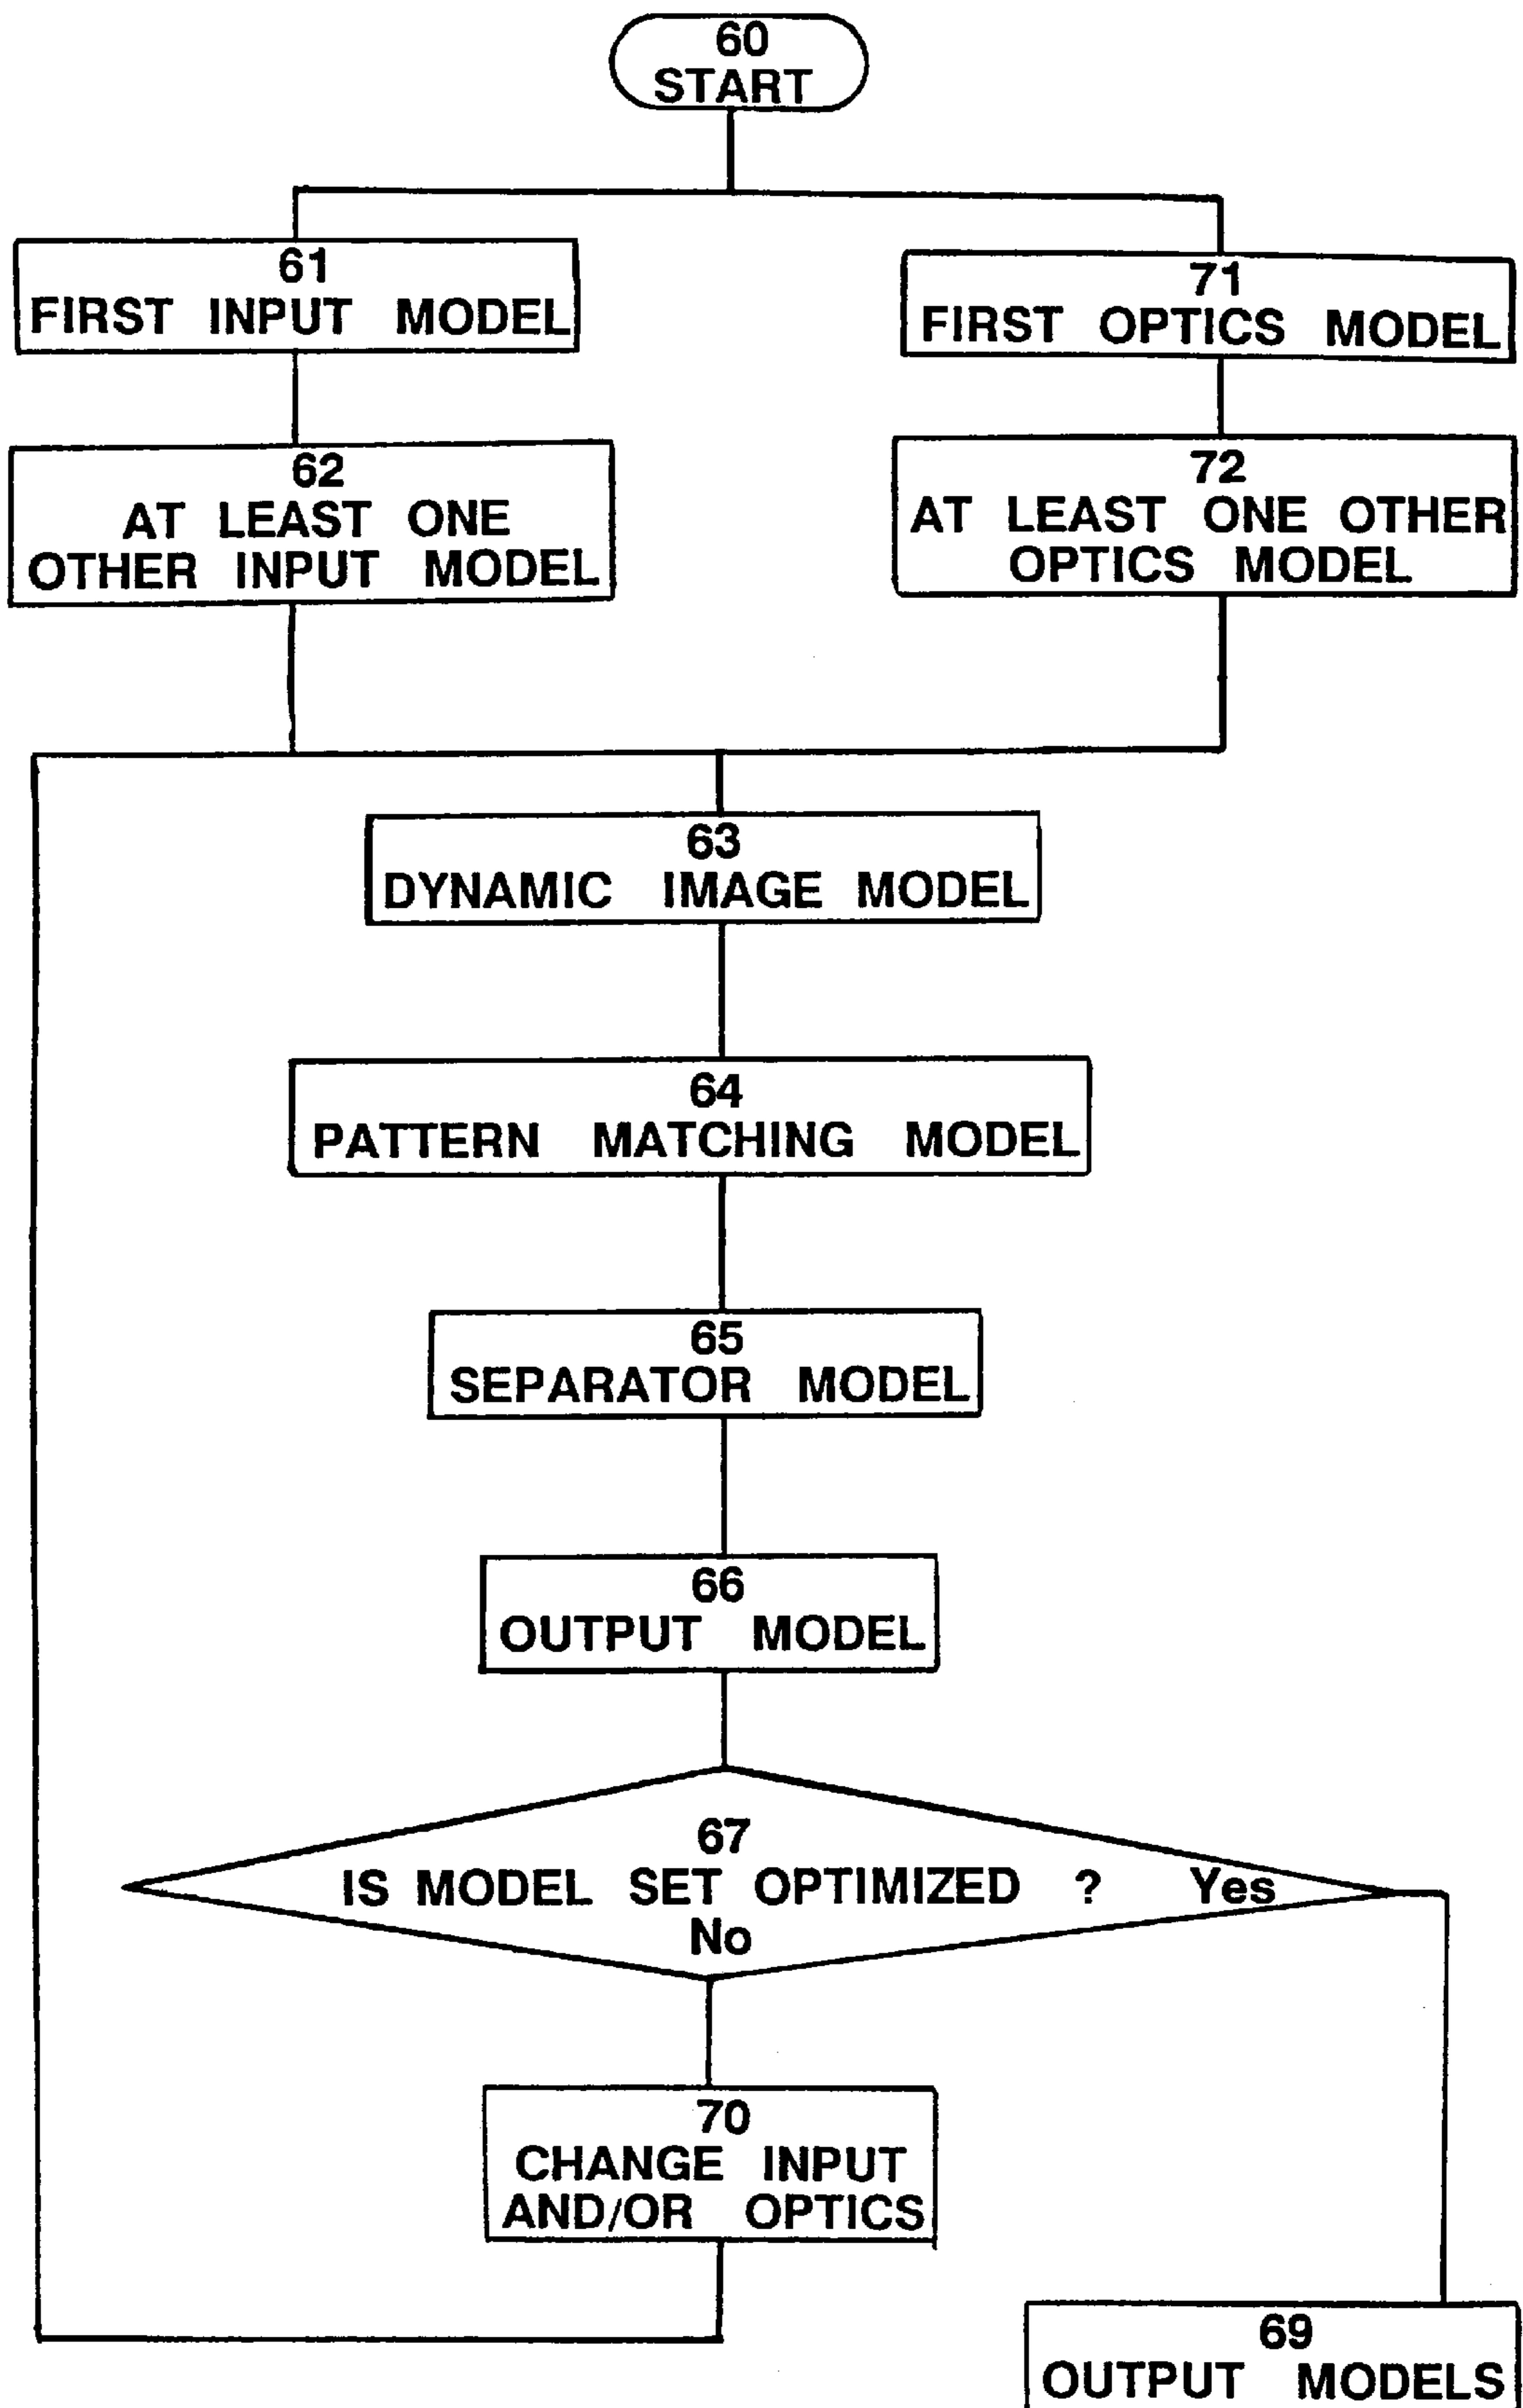 60
START
61
FIRST INPUT MODEL
71
FIRST OPTICS MODEL
62
AT LEAST ONE
OTHER INPUT MODEL
72
AT LEAST ONE OTHER
OPTICS MODEL
63
DYNAMIC IMAGE MODEL
64
PATTERN MATCHING MODEL
65
SEPARATOR MODEL
66
OUTPUT MODEL
67
IS MODEL SET OPTIMIZED ? Yes
No
70
CHANGE INPUT
AND/OR OPTICS
69
OUTPUT MODELS